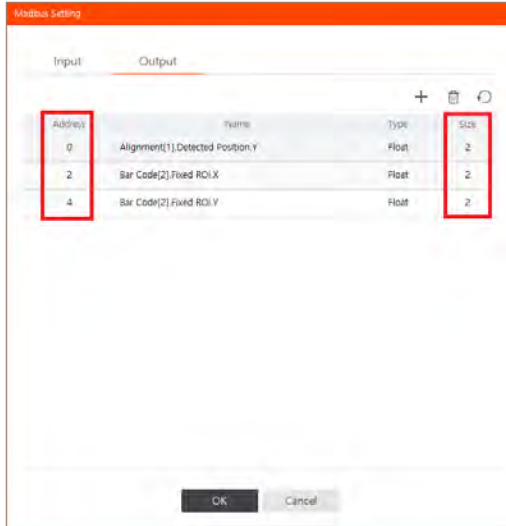 Modbus Setting
Input Output
Address Name Type Size
0 Alignment[1].Detected Position.Y Float 2
2 Bar Code[2].Fixed ROI.X Float 2
4 Bar Code[2].Fixed ROI.Y Float 2
OK Cancel